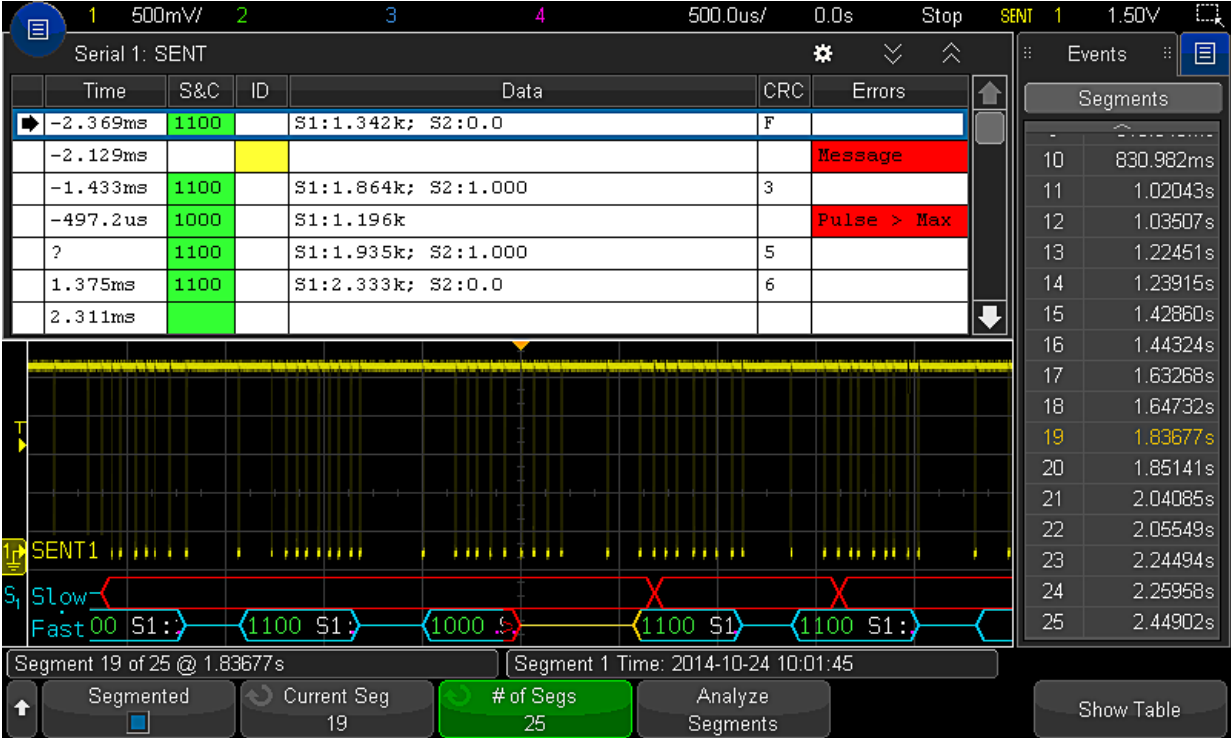 1 500mV/ 2 3 4 500.0us/ 0.0s Stop SENT 1 1.50V
Serial 1: SENT
Time S&C ID Data CRC Errors
-2.369ms 1100 S1:1.342k; S2:0.0 F
-2.129ms Message
-1.433ms 1100 S1:1.864k; S2:1.000 3
-497.2us 1000 S1:1.196k Pulse > Max
? 1100 S1:1.935k; S2:1.000 5
1.375ms 1100 S1:2.333k; S2:0.0 6
2.311ms
Events
Segments
10 830.982ms
11 1.02043s
12 1.03507s
13 1.22451s
14 1.23915s
15 1.42860s
16 1.44324s
17 1.63268s
18 1.64732s
19 1.83677s
20 1.85141s
21 2.04085s
22 2.05549s
23 2.24494s
24 2.25958s
25 2.44902s
T
1 SENT1
S1 Slow
Fast 00 S1: 1100 S1: 1000 1100 S1 1100 S1:
Segment 19 of 25 @ 1.83677s Segment 1 Time: 2014-10-24 10:01:45
Segmented Current Seg # of Segs Analyze
19 25 Segments
Show Table